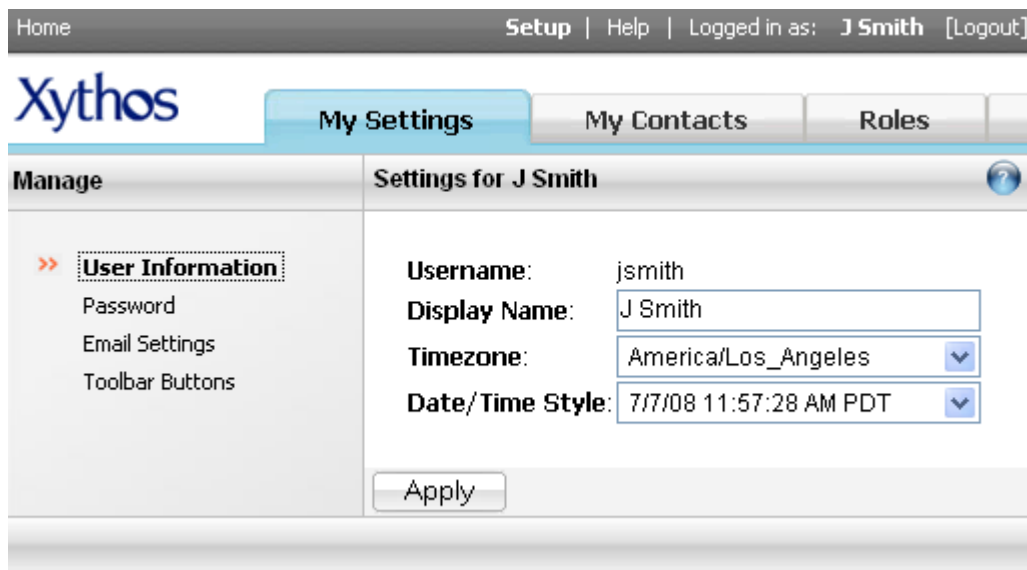 Home Setup | Help | Logged in as: J Smith [Logout]
Xythos My Settings My Contacts Roles
Manage Settings for J Smith ?
>> User Information
Password
Email Settings
Toolbar Buttons
Username: jsmith
Display Name: J Smith
Timezone: America/Los_Angeles
Date/Time Style: 7/7/08 11:57:28 AM PDT
Apply